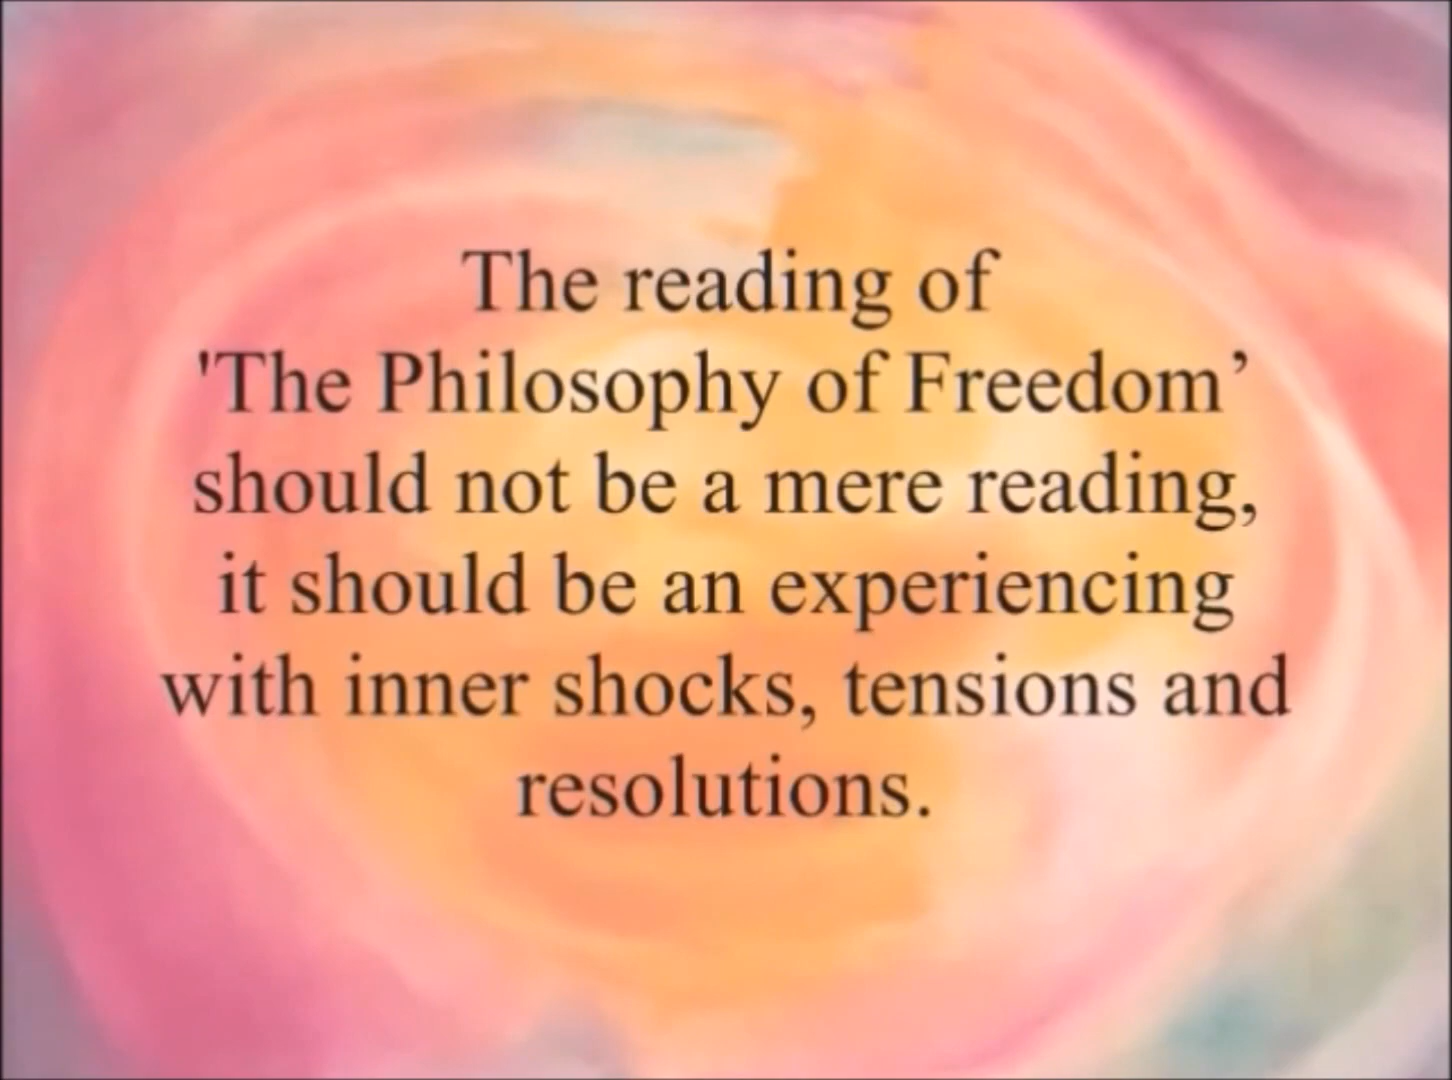 The reading of
'The Philosophy of Freedom’
should not be a mere reading,
it should be an experiencing
with inner shocks, tensions and
resolutions.